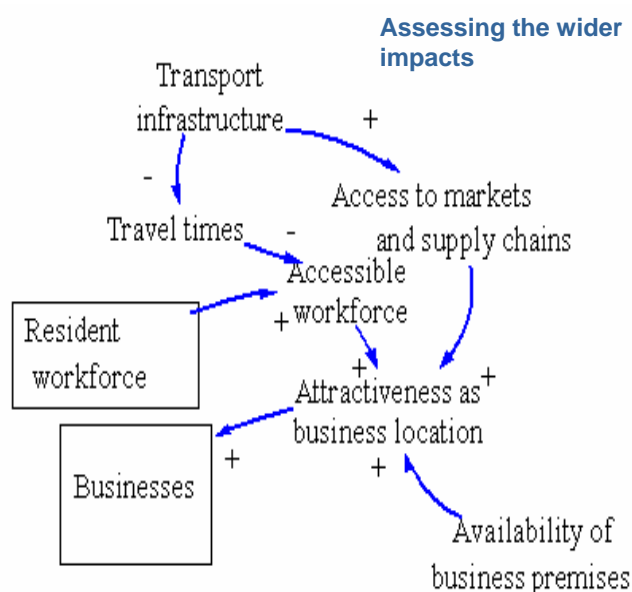 Assessing the wider
impacts
Transport
infrastructure
+
-
Access to markets
and supply chains
Travel times
-
Accessible
workforce
+
Resident
workforce
+
Attractiveness as
business location
+
+
+
Businesses
Availability of
business premises